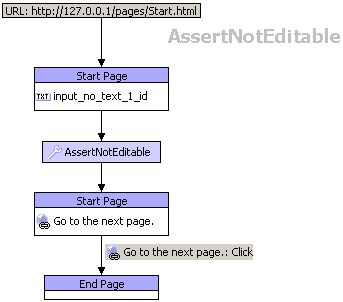 URL: http://127.0.0.1/pages/Start.html
AssertNotEditable
Start Page
TXT input_no_text_1_id
AssertNotEditable
Start Page
Go to the next page.
Go to the next page.: Click
End Page